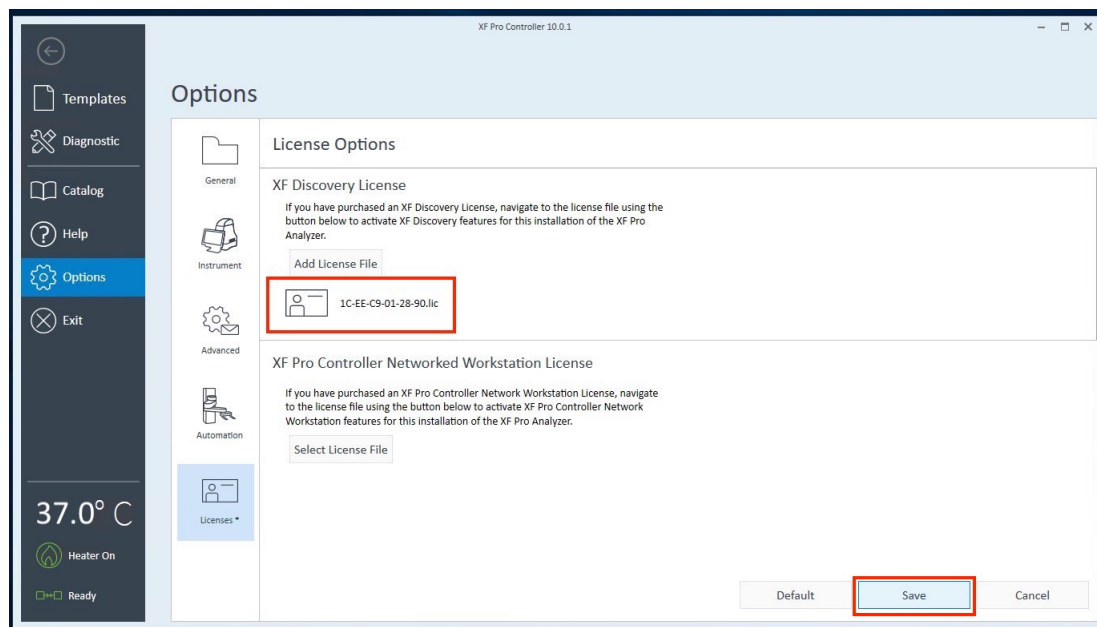 XF Pro Controller 10.0.1
Templates
Diagnostic
Catalog
Help
Options
Exit
37.0° C
Heater On
Ready
Options
General
Instrument
Advanced
Automation
Licenses *
License Options
XF Discovery License
If you have purchased an XF Discovery License, navigate to the license file using the
button below to activate XF Discovery features for this installation of the XF Pro
Analyzer.
Add License File
1C-EE-C9-01-28-90.lic
XF Pro Controller Networked Workstation License
If you have purchased an XF Pro Controller Network Workstation License, navigate
to the license file using the button below to activate XF Pro Controller Network
Workstation features for this installation of the XF Pro Analyzer.
Select License File
Default
Save
Cancel